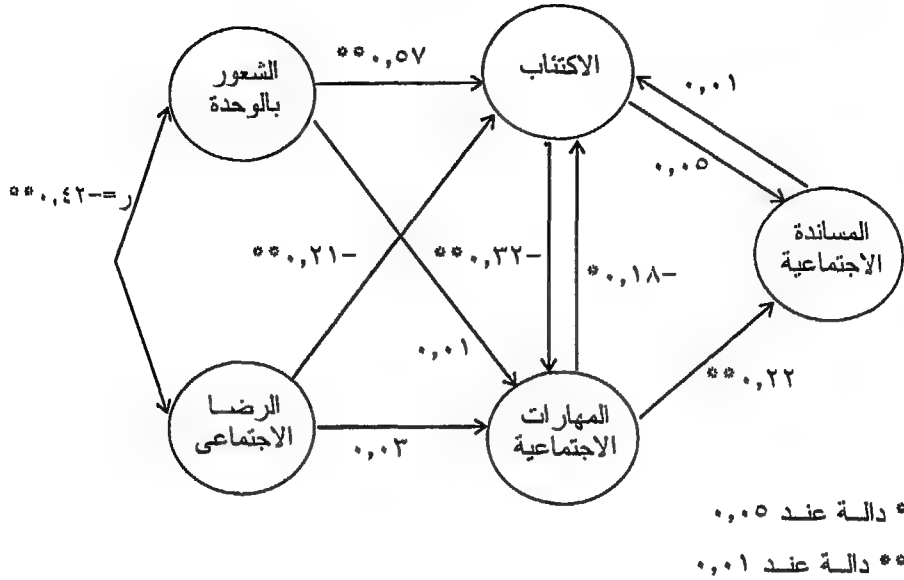 الشعور
بالوحدة
**٠,٥٧
الاكتئاب
٠,٠١
٠,٠٥
ر=-٠,٤٢**
المساندة
الاجتماعية
**٠,٢١-
**٠,٣٢-
*٠,١٨-
٠,٠١
**٠,٢٢
الرضا
الاجتماعى
٠,٠٣
المهارات
الاجتماعية
* دالة عند ٠,٠٥
** دالة عند ٠,٠١